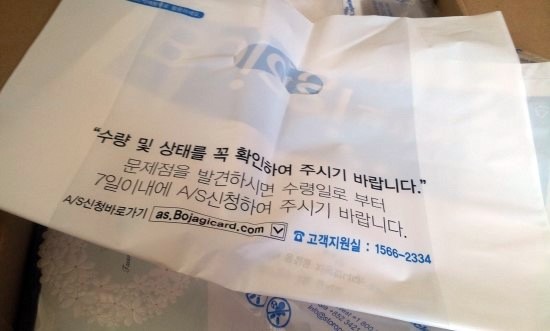 “수량 및 상태를 꼭 확인하여 주시기 바랍니다.”
문제점을 발견하시면 수령일로 부터
7일이내에 A/S신청하여 주시기 바랍니다.
A/S신청바로가기 as.Bojagicard.com
☎고객지원실 : 1566-2334